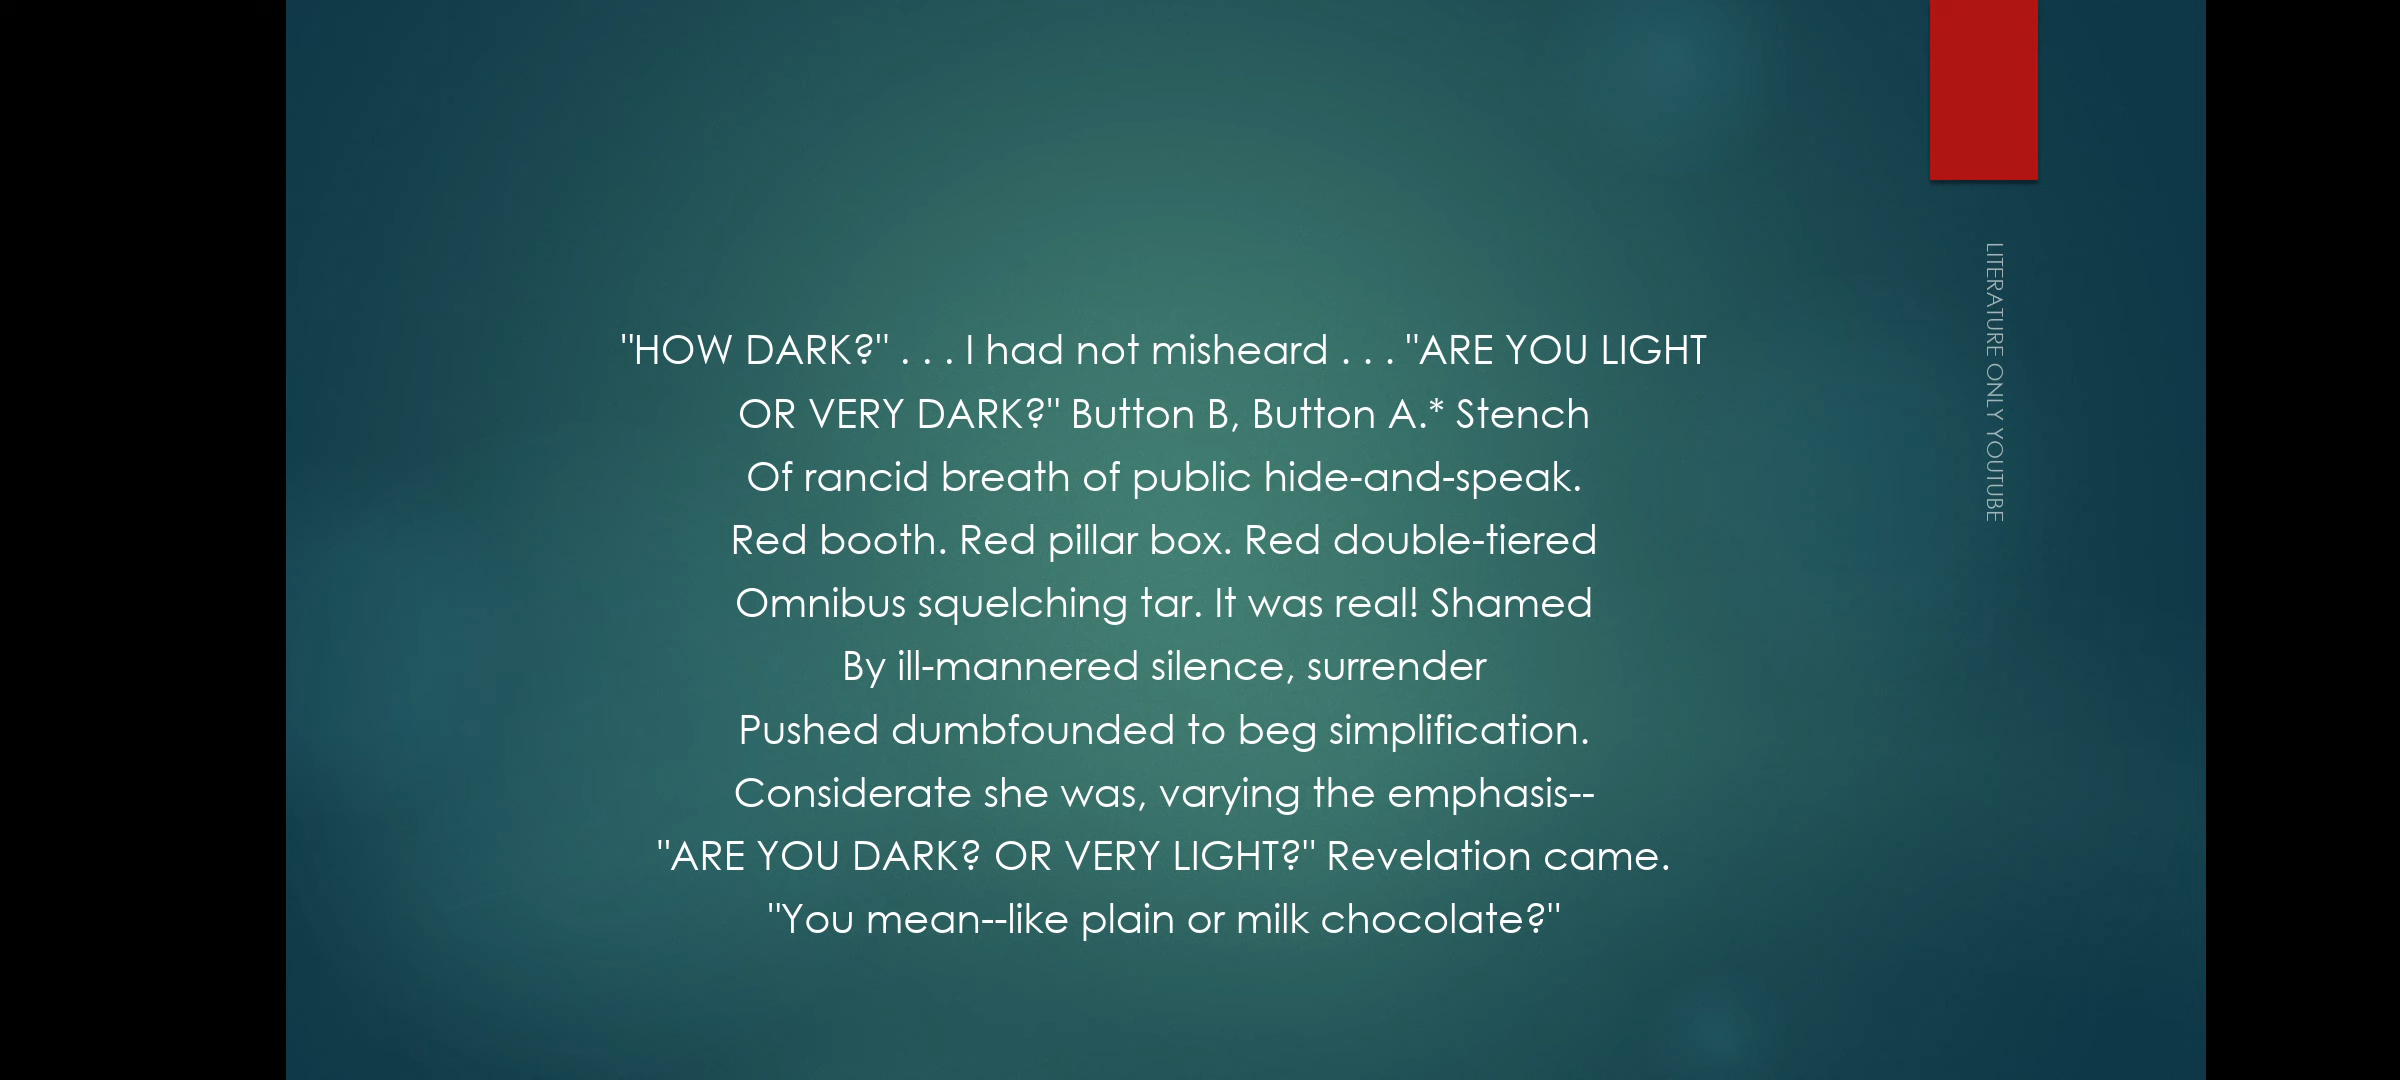 "HOW DARK?" . . . I had not misheard . . . "ARE YOU LIGHT
OR VERY DARK?" Button B, Button A.* Stench
Of rancid breath of public hide-and-speak.
Red booth. Red pillar box. Red double-tiered
Omnibus squelching tar. It was real! Shamed
By ill-mannered silence, surrender
Pushed dumbfounded to beg simplification.
Considerate she was, varying the emphasis--
"ARE YOU DARK? OR VERY LIGHT?" Revelation came.
"You mean--like plain or milk chocolate?"
LITERATURE ONLY YOUTUBE